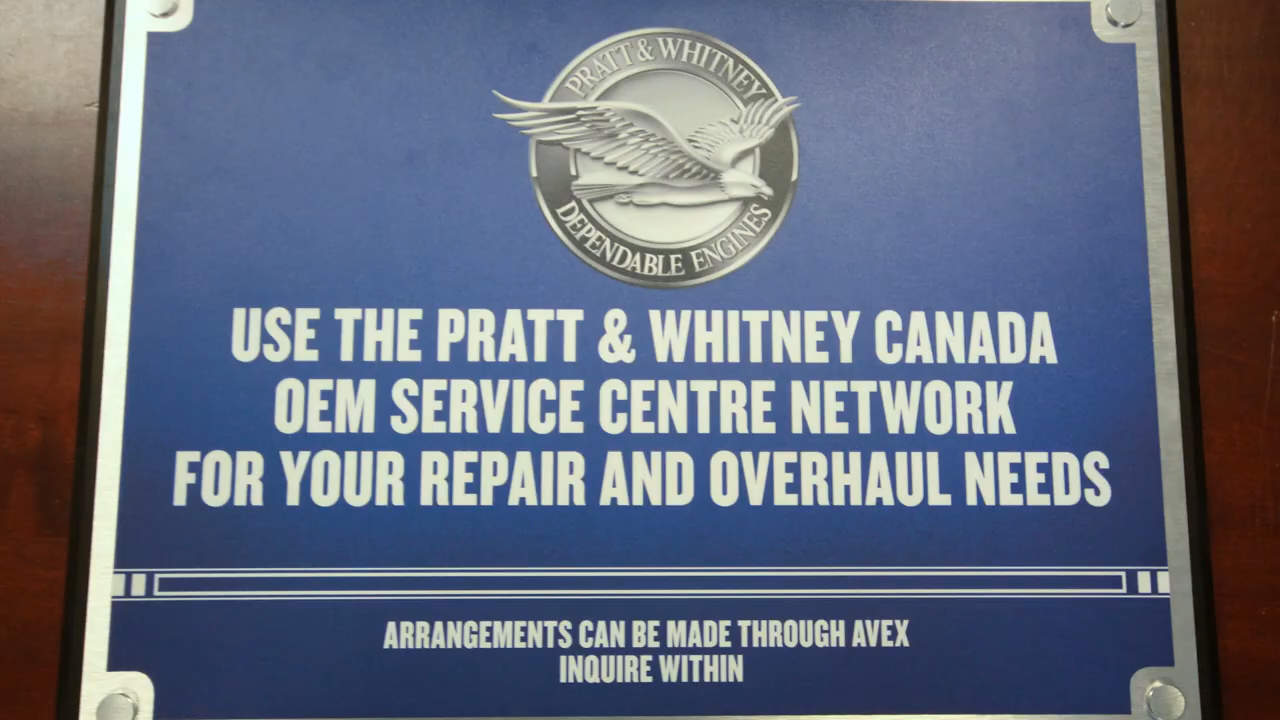 PRATT & WHITNEY
DEPENDABLE ENGINES
USE THE PRATT & WHITNEY CANADA
OEM SERVICE CENTRE NETWORK
FOR YOUR REPAIR AND OVERHAUL NEEDS
ARRANGEMENTS CAN BE MADE THROUGH AVEX
INQUIRE WITHIN